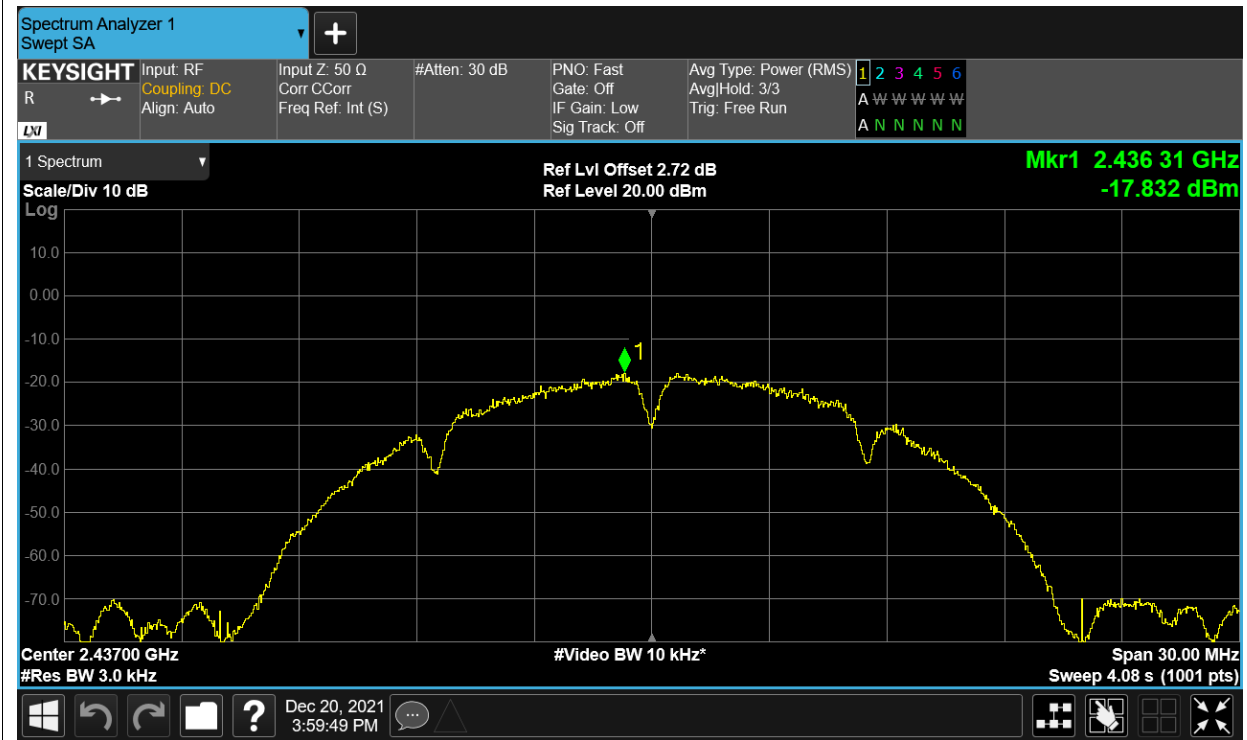 Spectrum Analyzer 1
Swept SA
KEYSIGHT
R
LXI
Input: RF
Coupling: DC
Align: Auto
Input Z: 50 Ω
Corr CCorr
Freq Ref: Int (S)
#Atten: 30 dB
PNO: Fast
Gate: Off
IF Gain: Low
Sig Track: Off
Avg Type: Power (RMS)
Avg|Hold: 3/3
Trig: Free Run
1 2 3 4 5 6
A W W W W W
A N N N N N
1 Spectrum
Scale/Div 10 dB
Ref Lvl Offset 2.72 dB
Ref Level 20.00 dBm
Mkr1 2.436 31 GHz
-17.832 dBm
Log
10.0
0.00
-10.0
-20.0
-30.0
-40.0
-50.0
-60.0
-70.0
1
Center 2.43700 GHz
#Res BW 3.0 kHz
#Video BW 10 kHz*
Span 30.00 MHz
Sweep 4.08 s (1001 pts)
?
Dec 20, 2021
3:59:49 PM